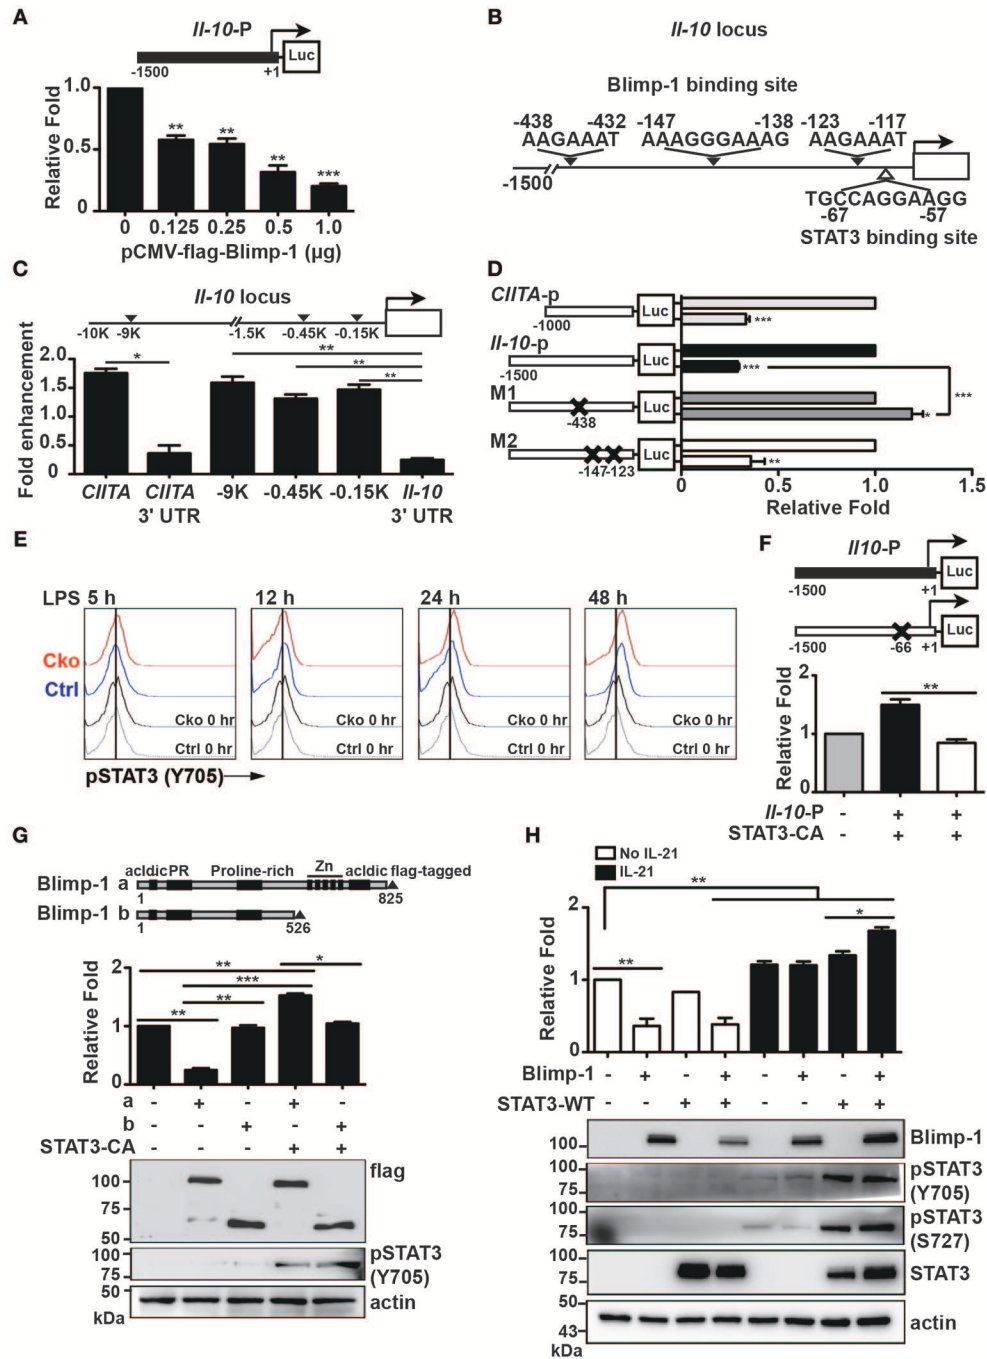 A
Il-10-P
Luc
-1500
+1
Relative Fold
1.0
0.5
0
**
**
**
***
0 0.125 0.25 0.5 1.0
pCMV-flag-Blimp-1 (µg)
B
Il-10 locus
Blimp-1 binding site
-438 -432 -147 -138 -123 -117
AAGAAAT AAAGGGAAAG AAGAAAT
-1500
TGCCAGGAAGG
-67 -57
STAT3 binding site
C
Il-10 locus
-10K -9K -1.5K -0.45K -0.15K
Fold enhancement
2.0
1.5
1.0
0.5
0
*
**
**
**
CIITA CIITA -9K -0.45K -0.15K Il-10
3' UTR 3' UTR
D
CIITA-p
-1000
Luc
***
Il-10-p
-1500
Luc
***
***
M1
-438
Luc
*
M2
-147 -123
Luc
**
0 0.5 1.0 1.5
Relative Fold
E
LPS 5 h 12 h 24 h 48 h
Cko
Ctrl
Cko 0 hr Cko 0 hr Cko 0 hr Cko 0 hr
Ctrl 0 hr Ctrl 0 hr Ctrl 0 hr Ctrl 0 hr
pSTAT3 (Y705)
F
Il10-P
Luc
-1500 +1
Luc
-1500 -66 +1
Relative Fold
2
1
0
**
Il-10-P - + +
STAT3-CA - + +
G
acIdic PR Proline-rich Zn acIdic flag-tagged
Blimp-1 a
1 825
Blimp-1 b
1 526
Relative Fold
2
1
0
** *
***
**
**
a - + - + -
b - - + - +
STAT3-CA - - - + +
flag
100
75
50
pSTAT3
(Y705)
100
75
actin
50
kDa
H
No IL-21
IL-21
Relative Fold
2
1
0
**
*
**
Blimp-1 - + - + - + - +
STAT3-WT - - + + - - + +
100 Blimp-1
100
75
pSTAT3
(Y705)
100
75
pSTAT3
(S727)
100
75
STAT3
50
43
actin
kDa